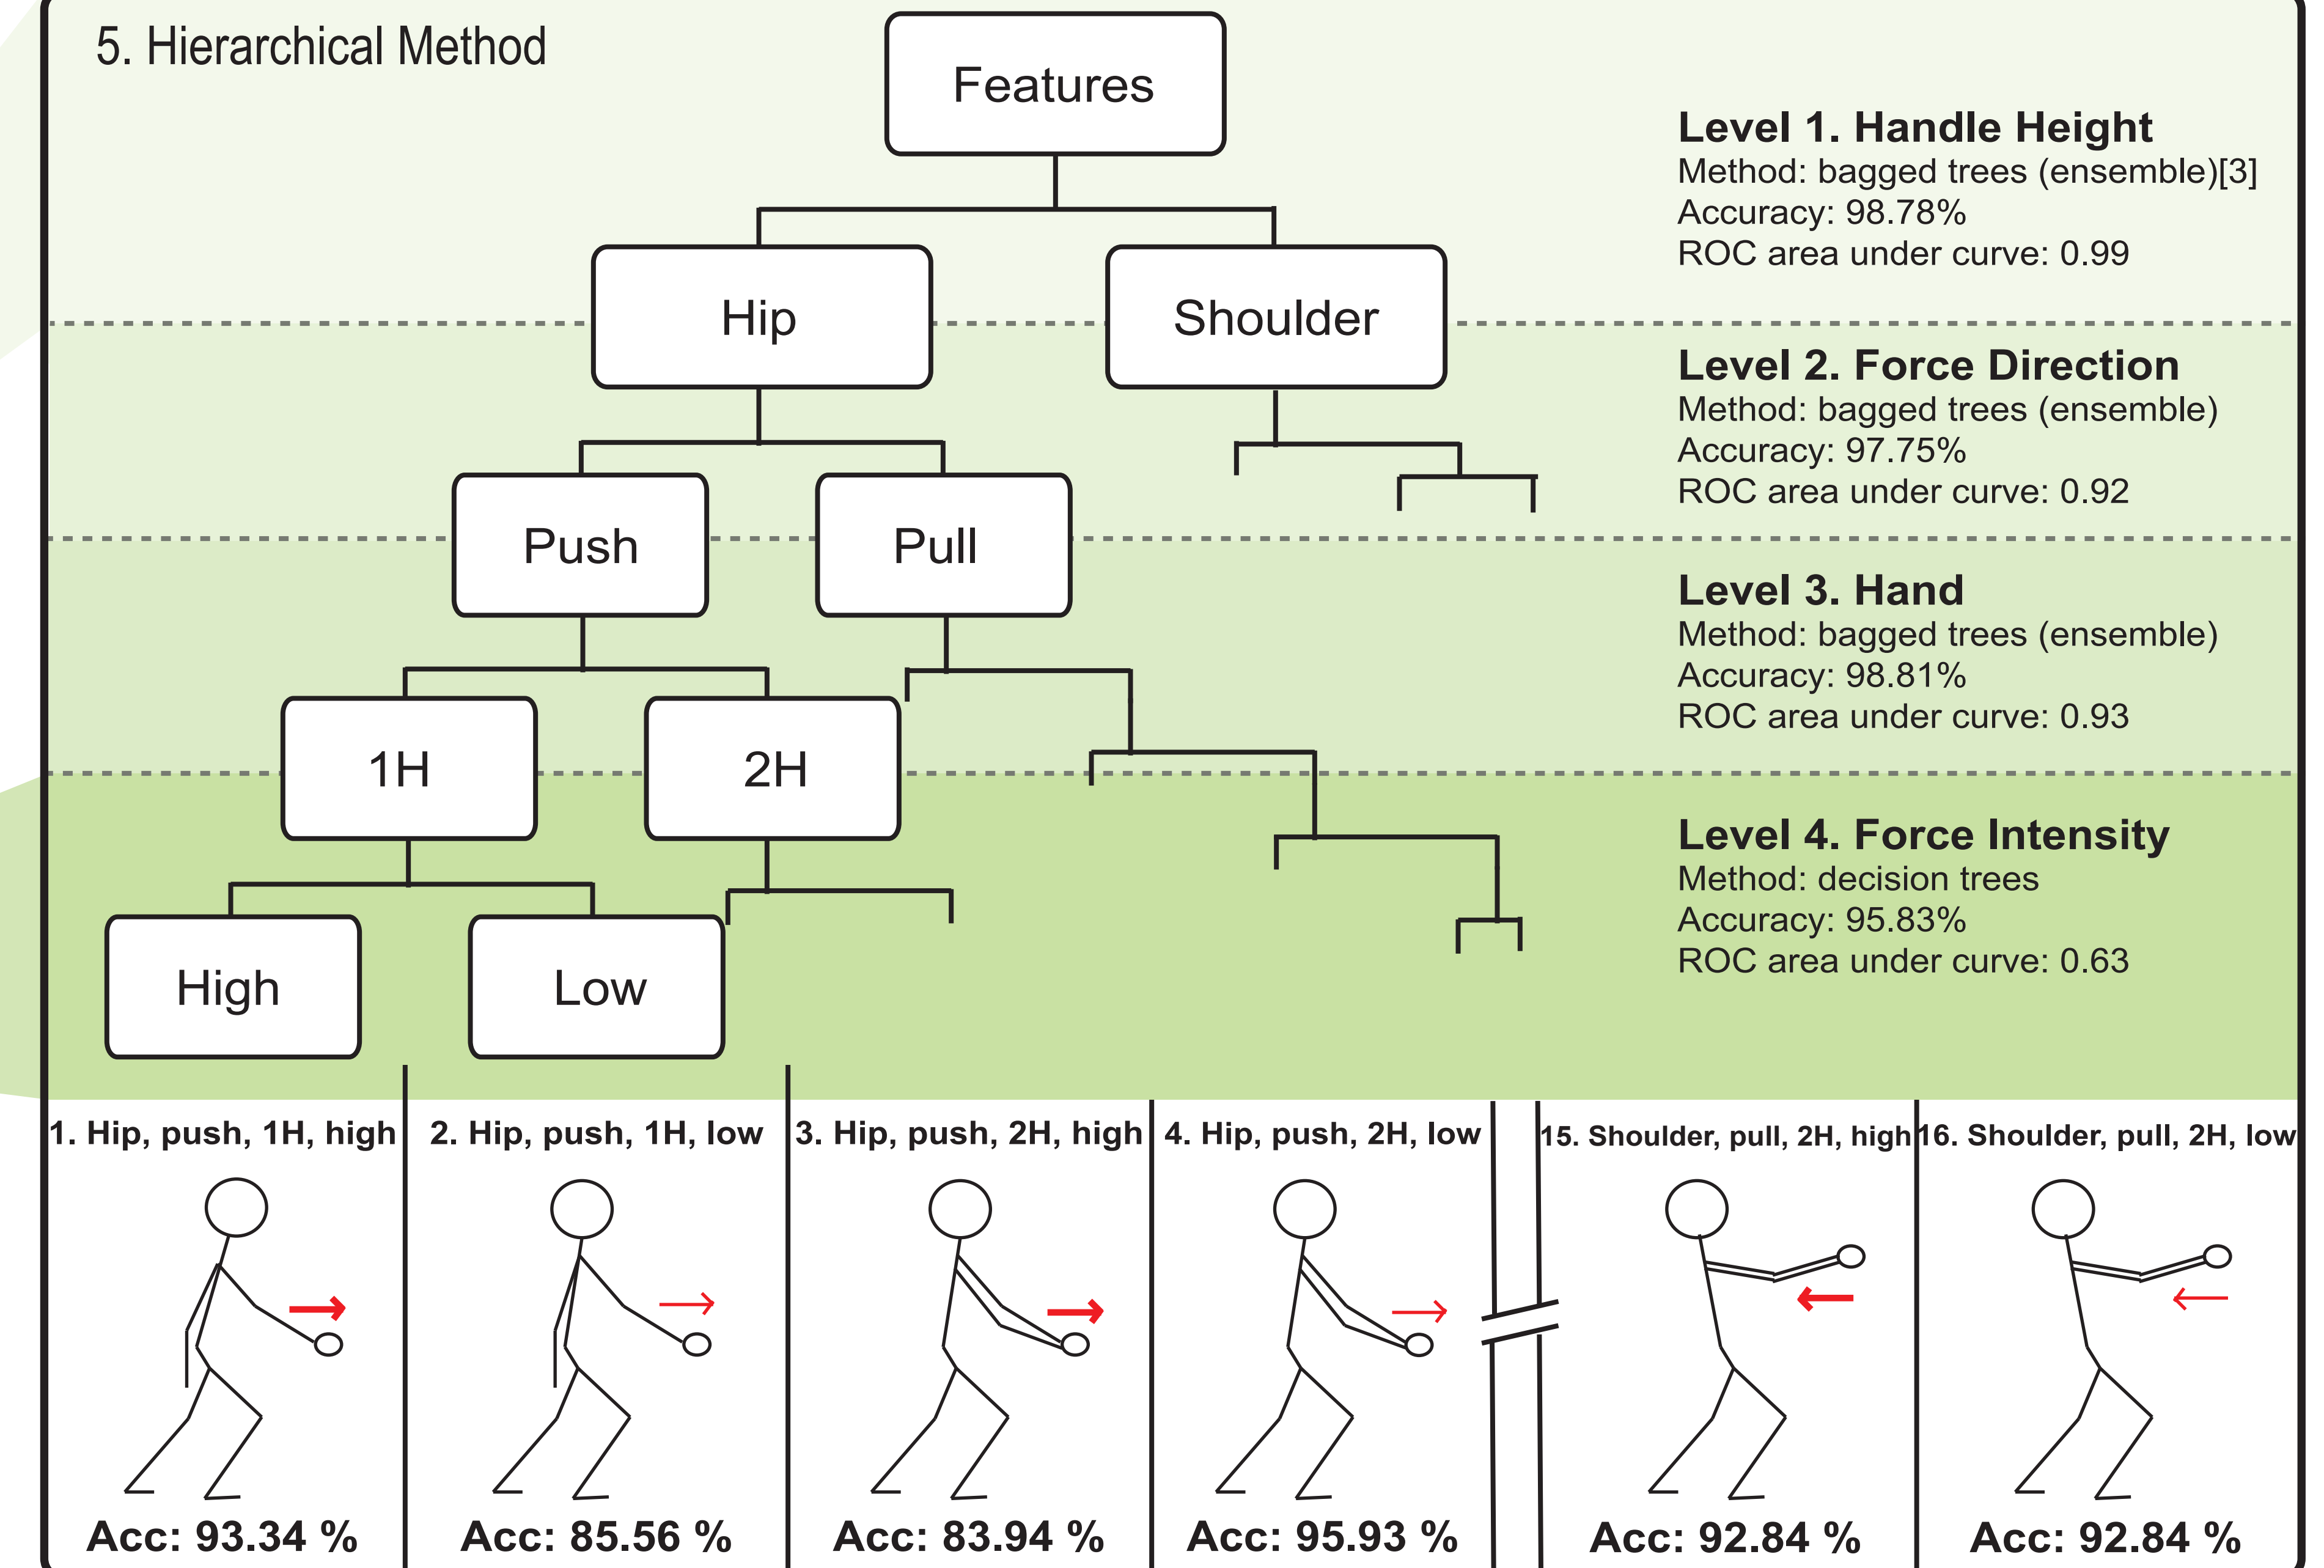 5. Hierarchical Method
Features
Level 1. Handle Height
Method: bagged trees (ensemble)[3]
Accuracy: 98.78%
ROC area under curve: 0.99
Hip
Shoulder
Level 2. Force Direction
Method: bagged trees (ensemble)
Accuracy: 97.75%
ROC area under curve: 0.92
Push
Pull
Level 3. Hand
Method: bagged trees (ensemble)
Accuracy: 98.81%
ROC area under curve: 0.93
1H
2H
Level 4. Force Intensity
Method: decision trees
Accuracy: 95.83%
ROC area under curve: 0.63
High
Low
1. Hip, push, 1H, high
2. Hip, push, 1H, low
3. Hip, push, 2H, high
4. Hip, push, 2H, low
15. Shoulder, pull, 2H, high
16. Shoulder, pull, 2H, low
Acc: 93.34 %
Acc: 85.56 %
Acc: 83.94 %
Acc: 95.93 %
Acc: 92.84 %
Acc: 92.84 %